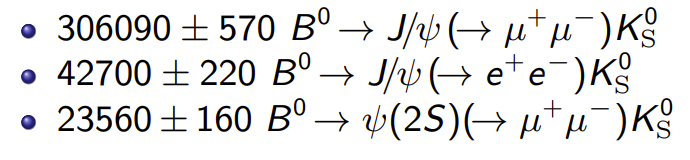 306090 ± 570 B⁰ → J/ψ(→ μ⁺μ⁻)K⁰_S
42700 ± 220 B⁰ → J/ψ(→ e⁺e⁻)K⁰_S
23560 ± 160 B⁰ → ψ(2S)(→ μ⁺μ⁻)K⁰_S